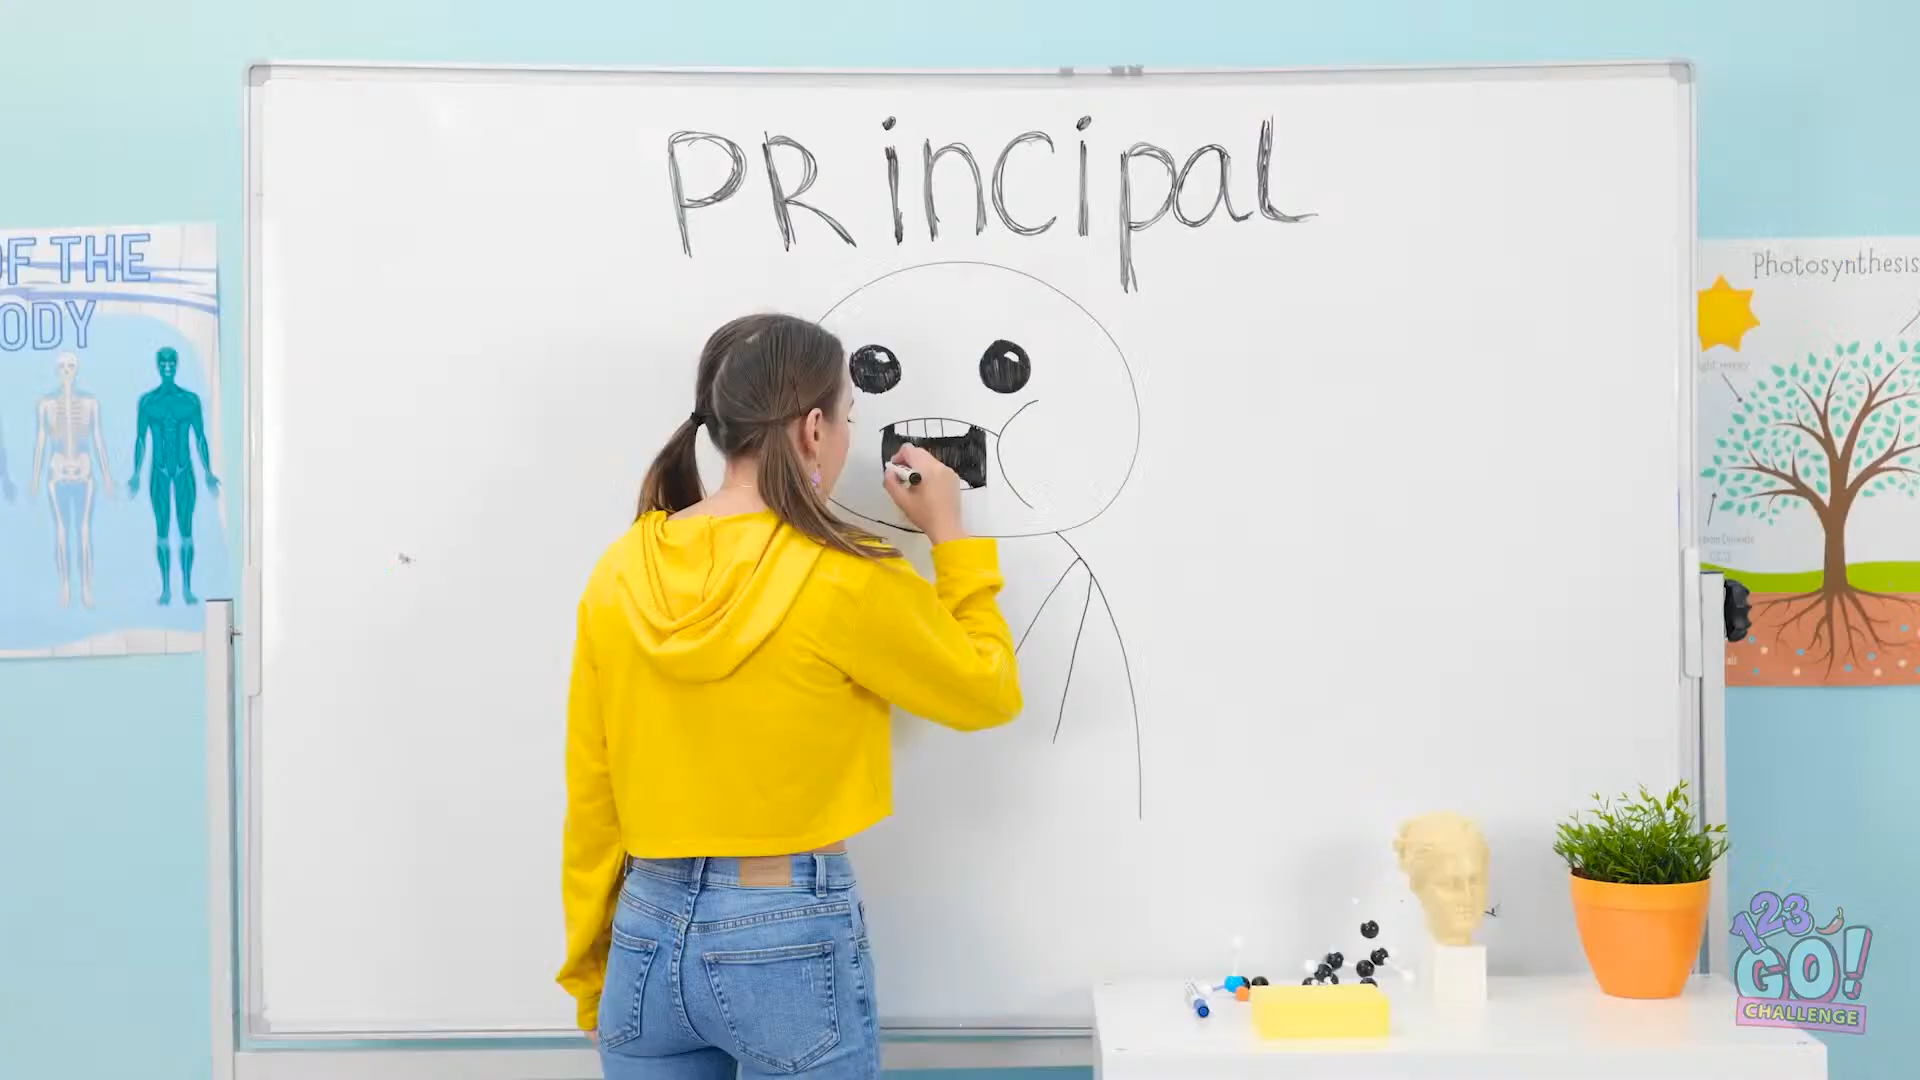 PRincipal
OF THE
ODY
Photosynthesis
123
GO!
CHALLENGE